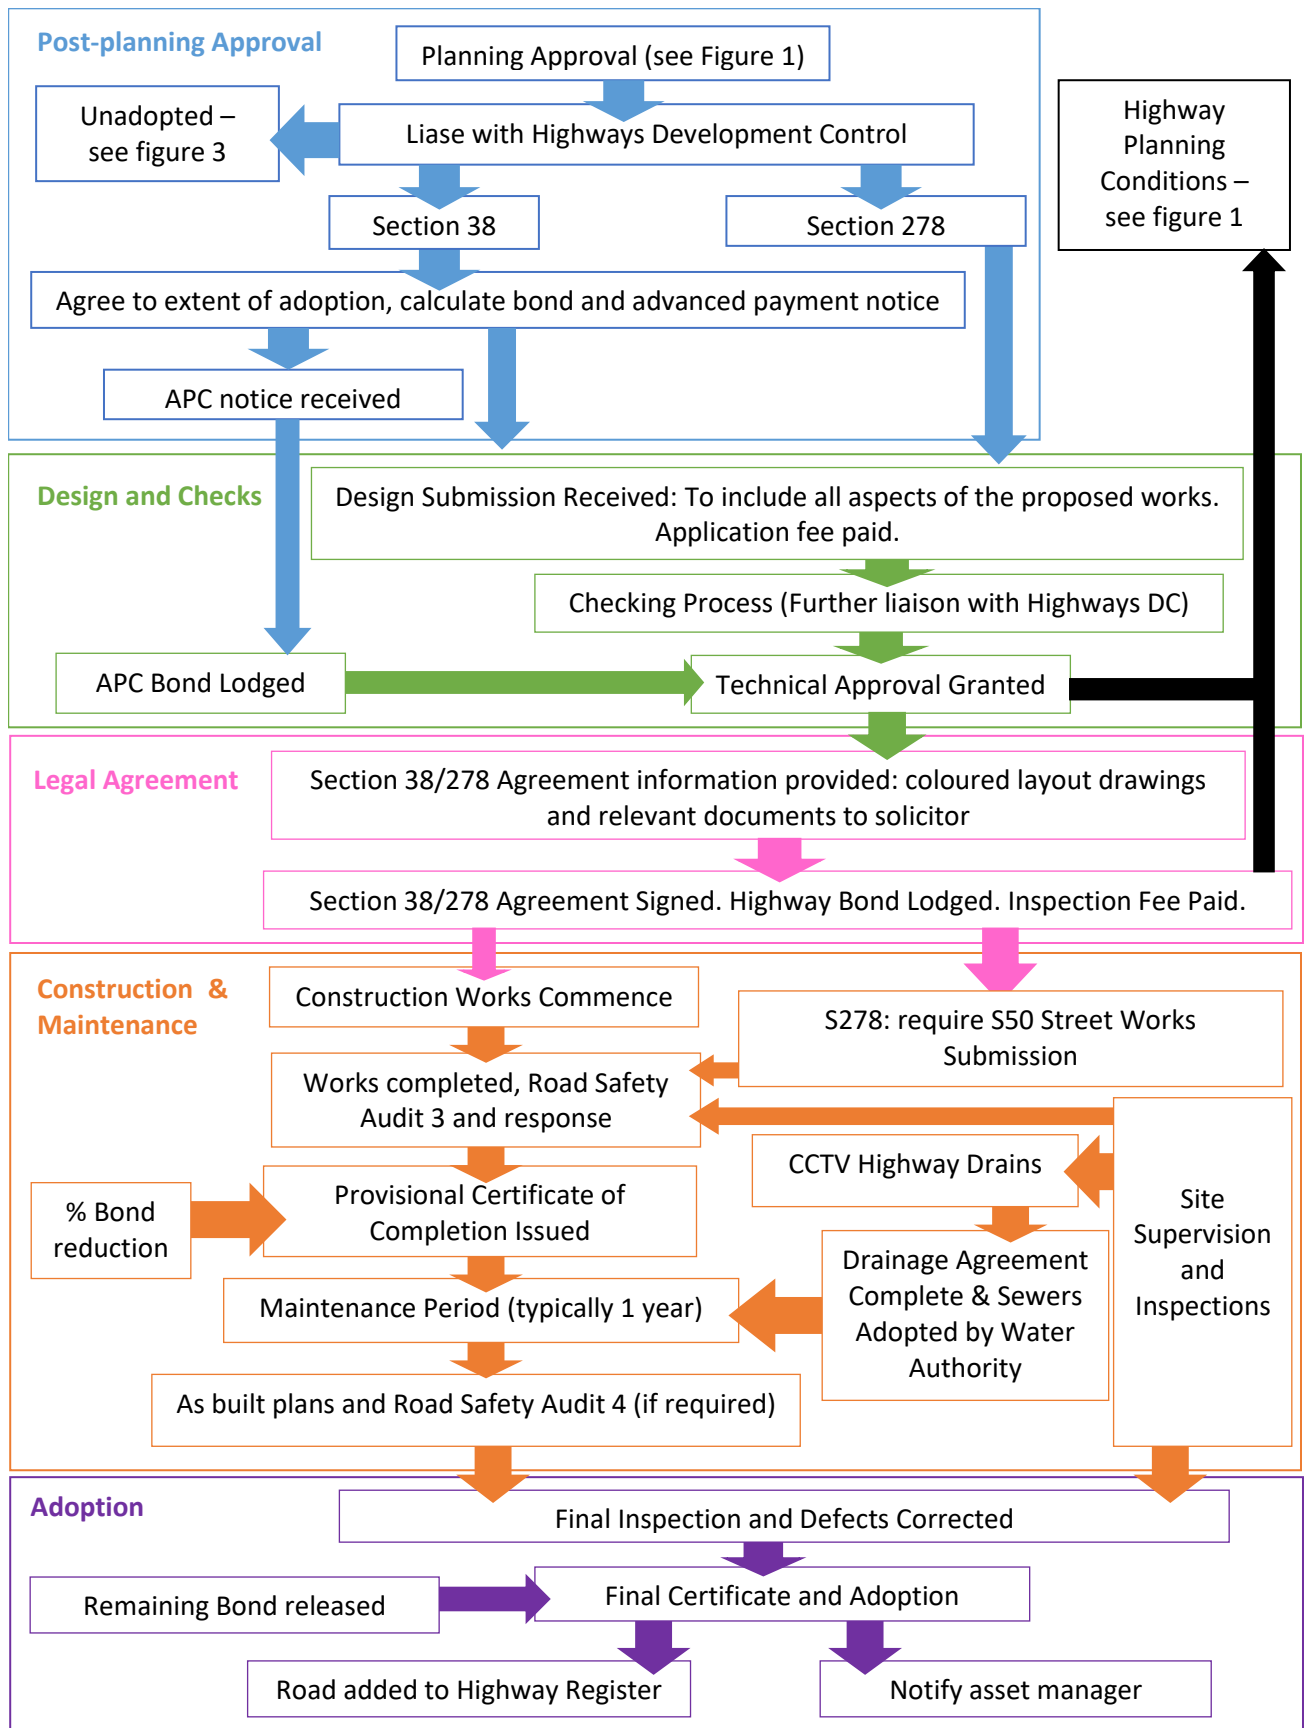 Post-planning Approval
Planning Approval (see Figure 1)
Unadopted –
see figure 3
Liase with Highways Development Control
Highway
Planning
Conditions –
see figure 1
Section 38
Section 278
Agree to extent of adoption, calculate bond and advanced payment notice
APC notice received
Design and Checks
Design Submission Received: To include all aspects of the proposed works.
Application fee paid.
Checking Process (Further liaison with Highways DC)
APC Bond Lodged
Technical Approval Granted
Legal Agreement
Section 38/278 Agreement information provided: coloured layout drawings
and relevant documents to solicitor
Section 38/278 Agreement Signed. Highway Bond Lodged. Inspection Fee Paid.
Construction &
Maintenance
Construction Works Commence
S278: require S50 Street Works
Submission
Works completed, Road Safety
Audit 3 and response
CCTV Highway Drains
% Bond
reduction
Provisional Certificate of
Completion Issued
Site
Supervision
and
Inspections
Drainage Agreement
Complete & Sewers
Adopted by Water
Authority
Maintenance Period (typically 1 year)
As built plans and Road Safety Audit 4 (if required)
Adoption
Final Inspection and Defects Corrected
Remaining Bond released
Final Certificate and Adoption
Road added to Highway Register
Notify asset manager